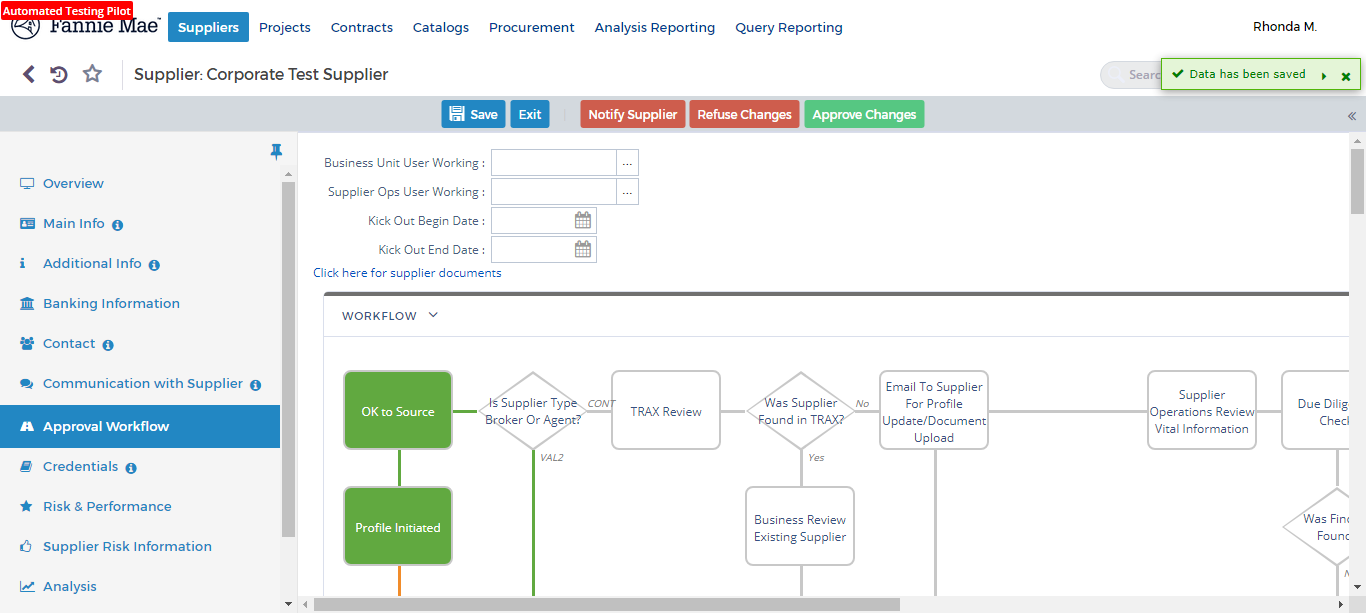 Automated Testing Pilot
Fannie Mae
Suppliers
Projects
Contracts
Catalogs
Procurement
Analysis Reporting
Query Reporting
Rhonda M.
Supplier: Corporate Test Supplier
Data has been saved
Save
Exit
Notify Supplier
Refuse Changes
Approve Changes
Overview
Main Info
Additional Info
Banking Information
Contact
Communication with Supplier
Approval Workflow
Credentials
Risk & Performance
Supplier Risk Information
Analysis
Business Unit User Working :
...
Supplier Ops User Working :
...
Kick Out Begin Date :
Kick Out End Date :
Click here for supplier documents
WORKFLOW
OK to Source
Is Supplier Type
Broker Or Agent?
CONT
VAL2
TRAX Review
Was Supplier
Found in TRAX?
No
Yes
Email To Supplier
For Profile
Update/Document
Upload
Supplier
Operations Review
Vital Information
Due Dilig
Check
Profile Initiated
Business Review
Existing Supplier
Was Find
Found